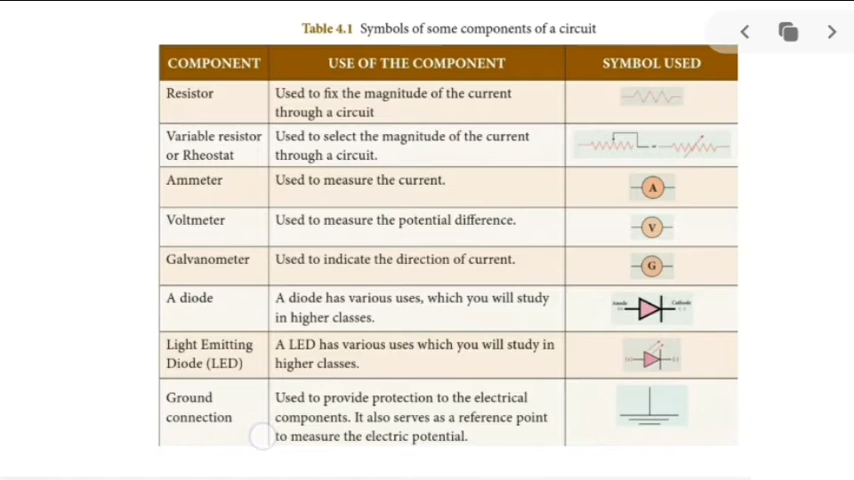 Table 4.1 Symbols of some components of a circuit
COMPONENT USE OF THE COMPONENT SYMBOL USED
Resistor Used to fix the magnitude of the current
through a circuit
Variable resistor Used to select the magnitude of the current
or Rheostat through a circuit.
Ammeter Used to measure the current.
A
Voltmeter Used to measure the potential difference.
V
Galvanometer Used to indicate the direction of current.
G
A diode A diode has various uses, which you will study
in higher classes.
Anode Cathode
Light Emitting A LED has various uses which you will study in
Diode (LED) higher classes.
Ground Used to provide protection to the electrical
connection components. It also serves as a reference point
to measure the electric potential.